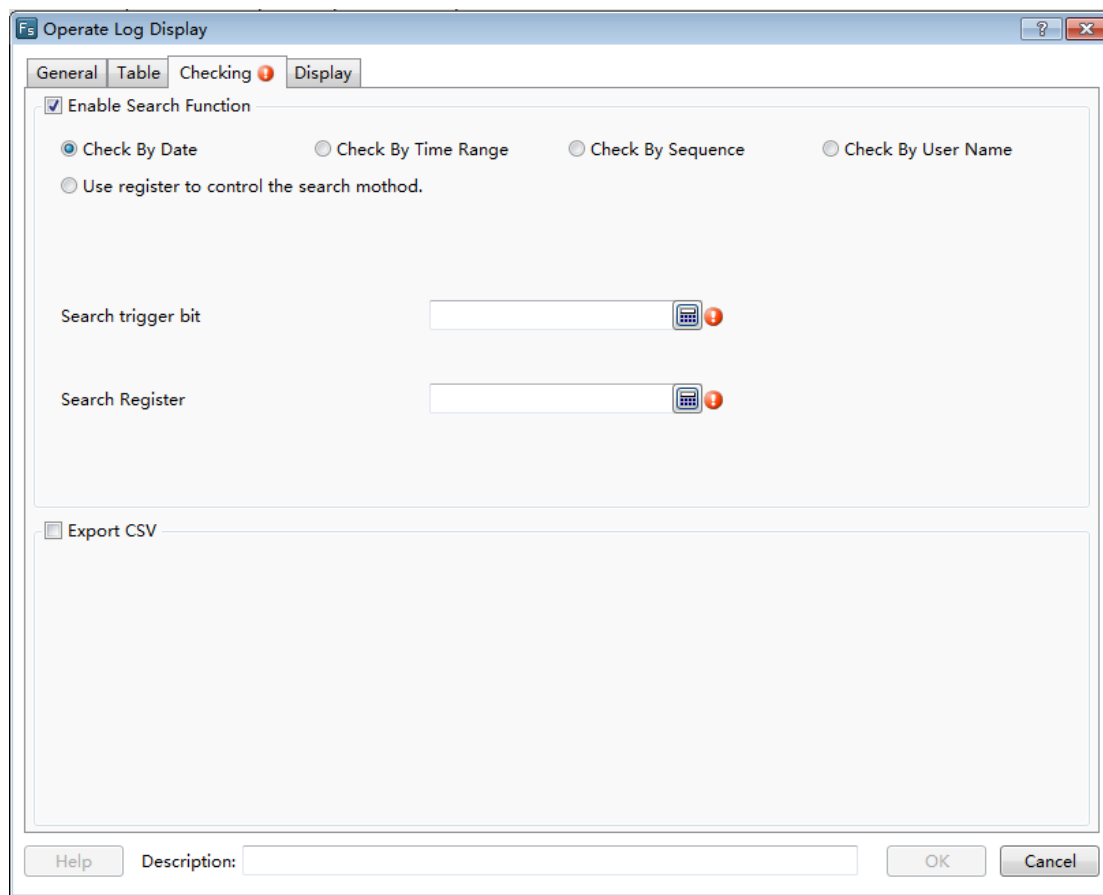 Fs Operate Log Display
General Table Checking Display
Enable Search Function
Check By Date Check By Time Range Check By Sequence Check By User Name
Use register to control the search mothod.
Search trigger bit
Search Register
Export CSV
Help Description: OK Cancel